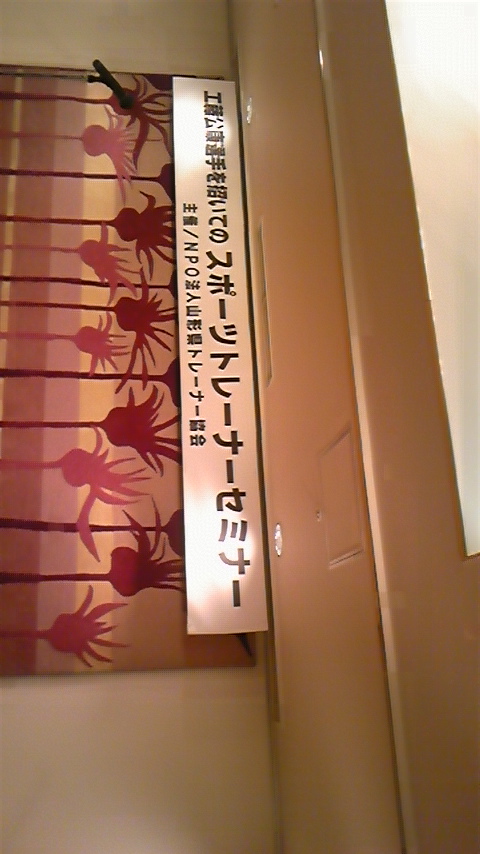 工藤公康選手を招いての スポーツトレーナーセミナー
主催/NPO法人山形県トレーナー協会